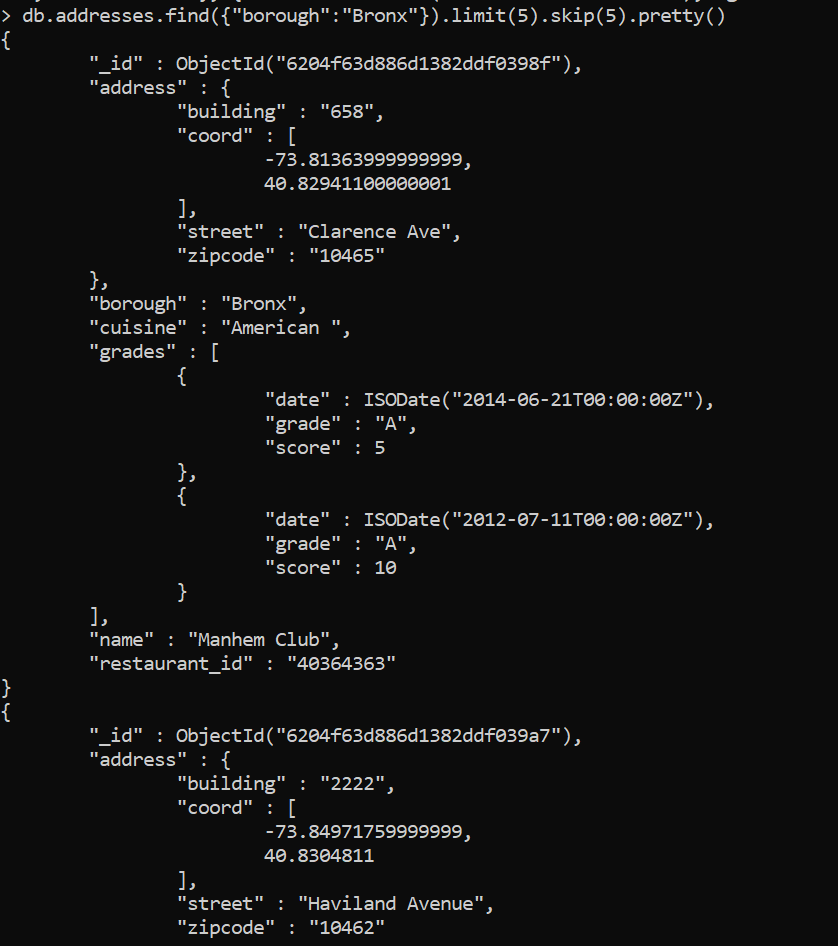 > db.addresses.find({"borough":"Bronx"}).limit(5).skip(5).pretty()
{
        "_id" : ObjectId("6204f63d886d1382ddf0398f"),
        "address" : {
                "building" : "658",
                "coord" : [
                        -73.81363999999999,
                        40.82941100000001
                ],
                "street" : "Clarence Ave",
                "zipcode" : "10465"
        },
        "borough" : "Bronx",
        "cuisine" : "American ",
        "grades" : [
                {
                        "date" : ISODate("2014-06-21T00:00:00Z"),
                        "grade" : "A",
                        "score" : 5
                },
                {
                        "date" : ISODate("2012-07-11T00:00:00Z"),
                        "grade" : "A",
                        "score" : 10
                }
        ],
        "name" : "Manhem Club",
        "restaurant_id" : "40364363"
}
{
        "_id" : ObjectId("6204f63d886d1382ddf039a7"),
        "address" : {
                "building" : "2222",
                "coord" : [
                        -73.84971759999999,
                        40.8304811
                ],
                "street" : "Haviland Avenue",
                "zipcode" : "10462"